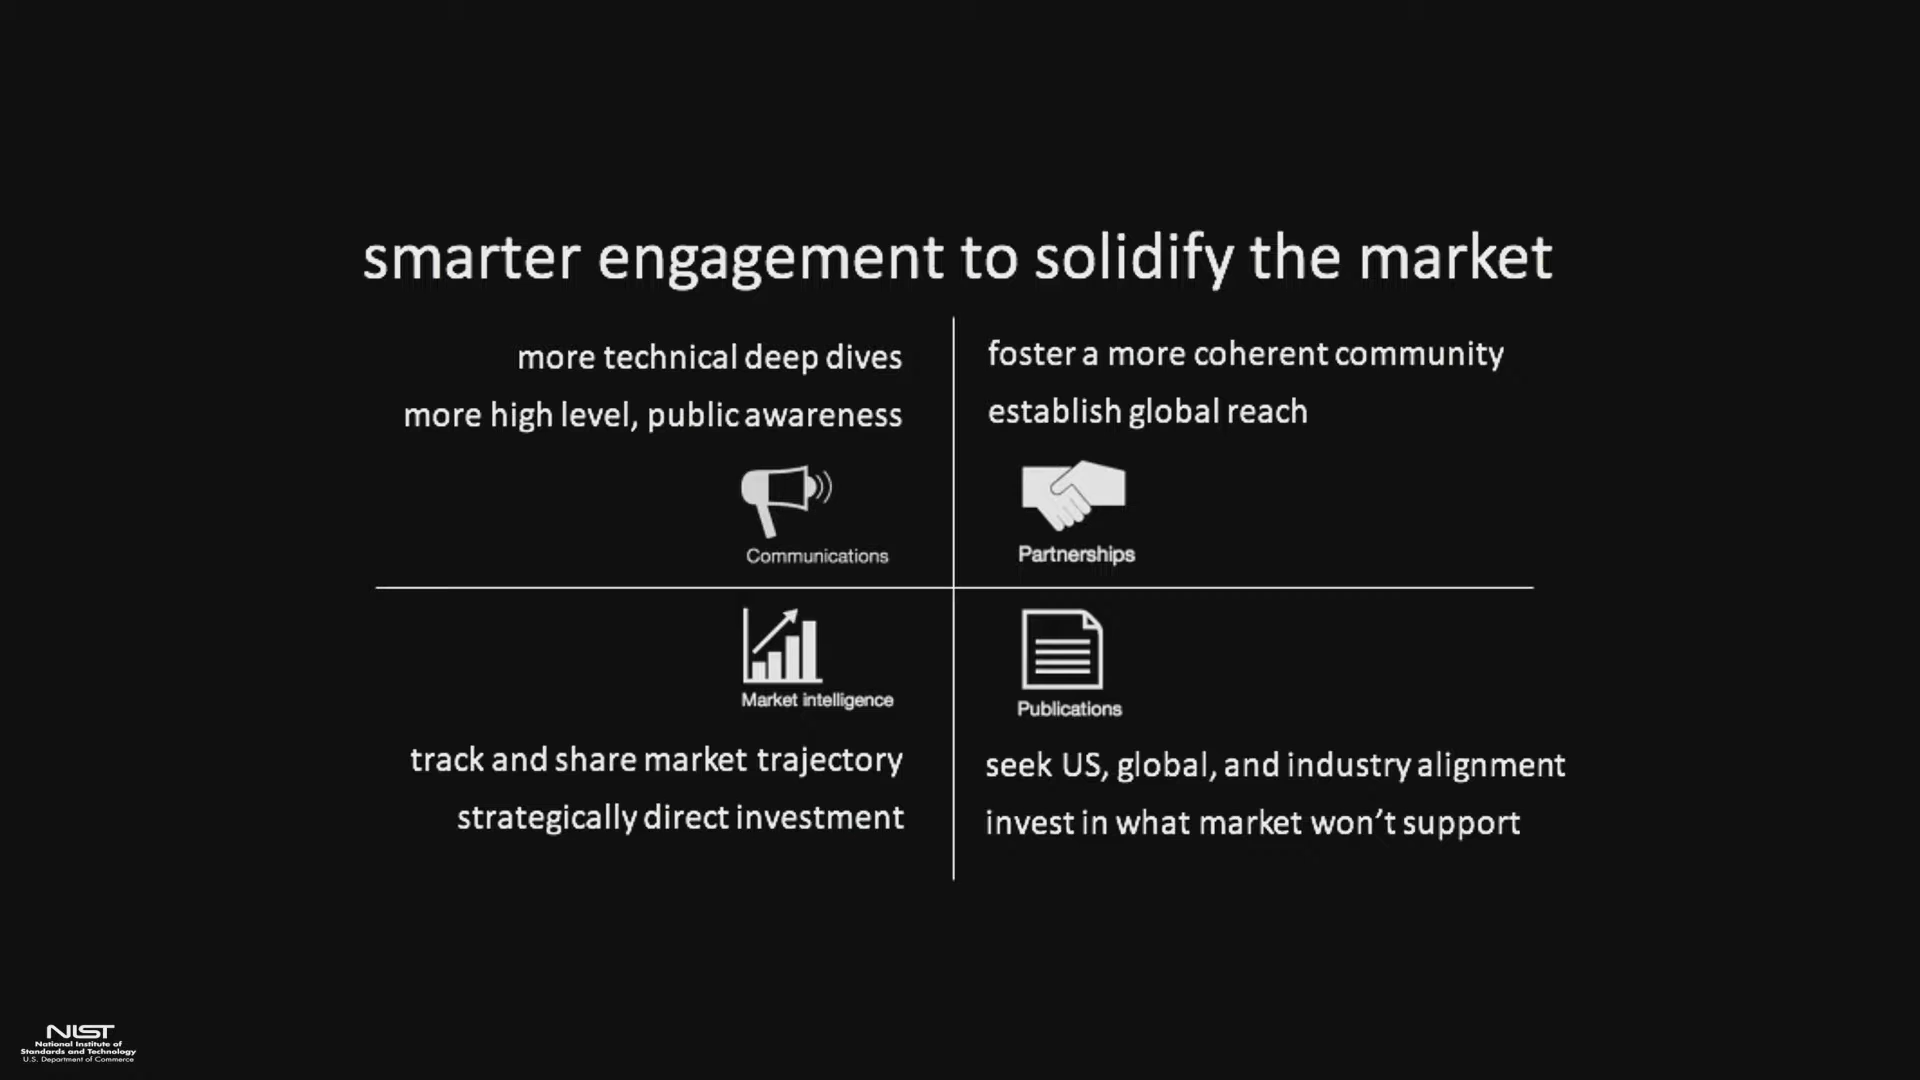 smarter engagement to solidify the market
more technical deep dives
more high level, public awareness
Communications
foster a more coherent community
establish global reach
Partnerships
Market intelligence
track and share market trajectory
strategically direct investment
Publications
seek US, global, and industry alignment
invest in what market won't support
NIST
National Institute of
Standards and Technology
U.S. Department of Commerce